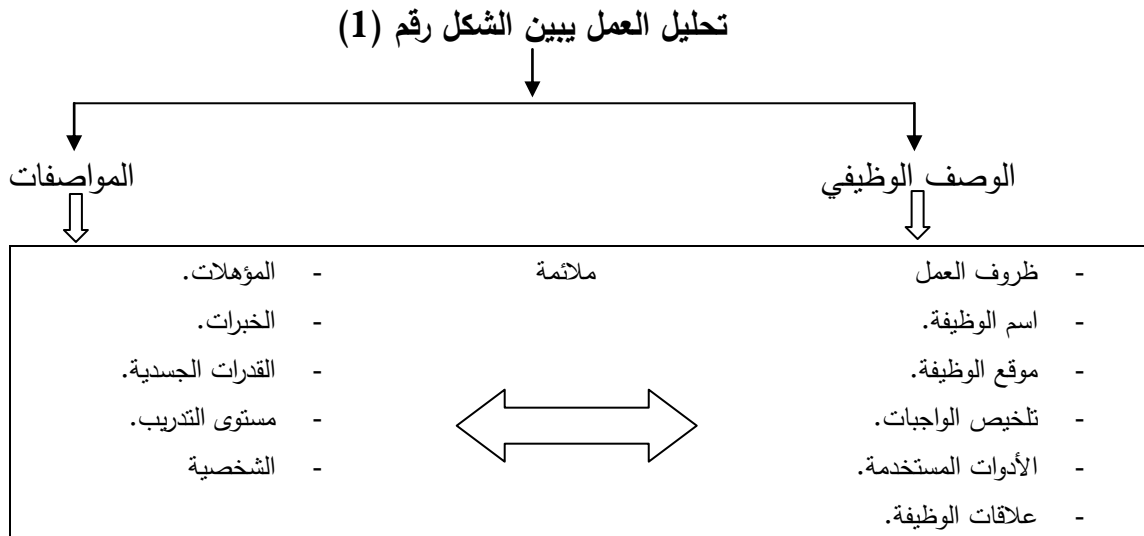 تحليل العمل يبين الشكل رقم (1)
الوصف الوظيفي
المواصفات
- ظروف العمل
- اسم الوظيفة.
- موقع الوظيفة.
- تلخيص الواجبات.
- الأدوات المستخدمة.
- علاقات الوظيفة.
ملائمة
- المؤهلات.
- الخبرات.
- القدرات الجسدية.
- مستوى التدريب.
- الشخصية